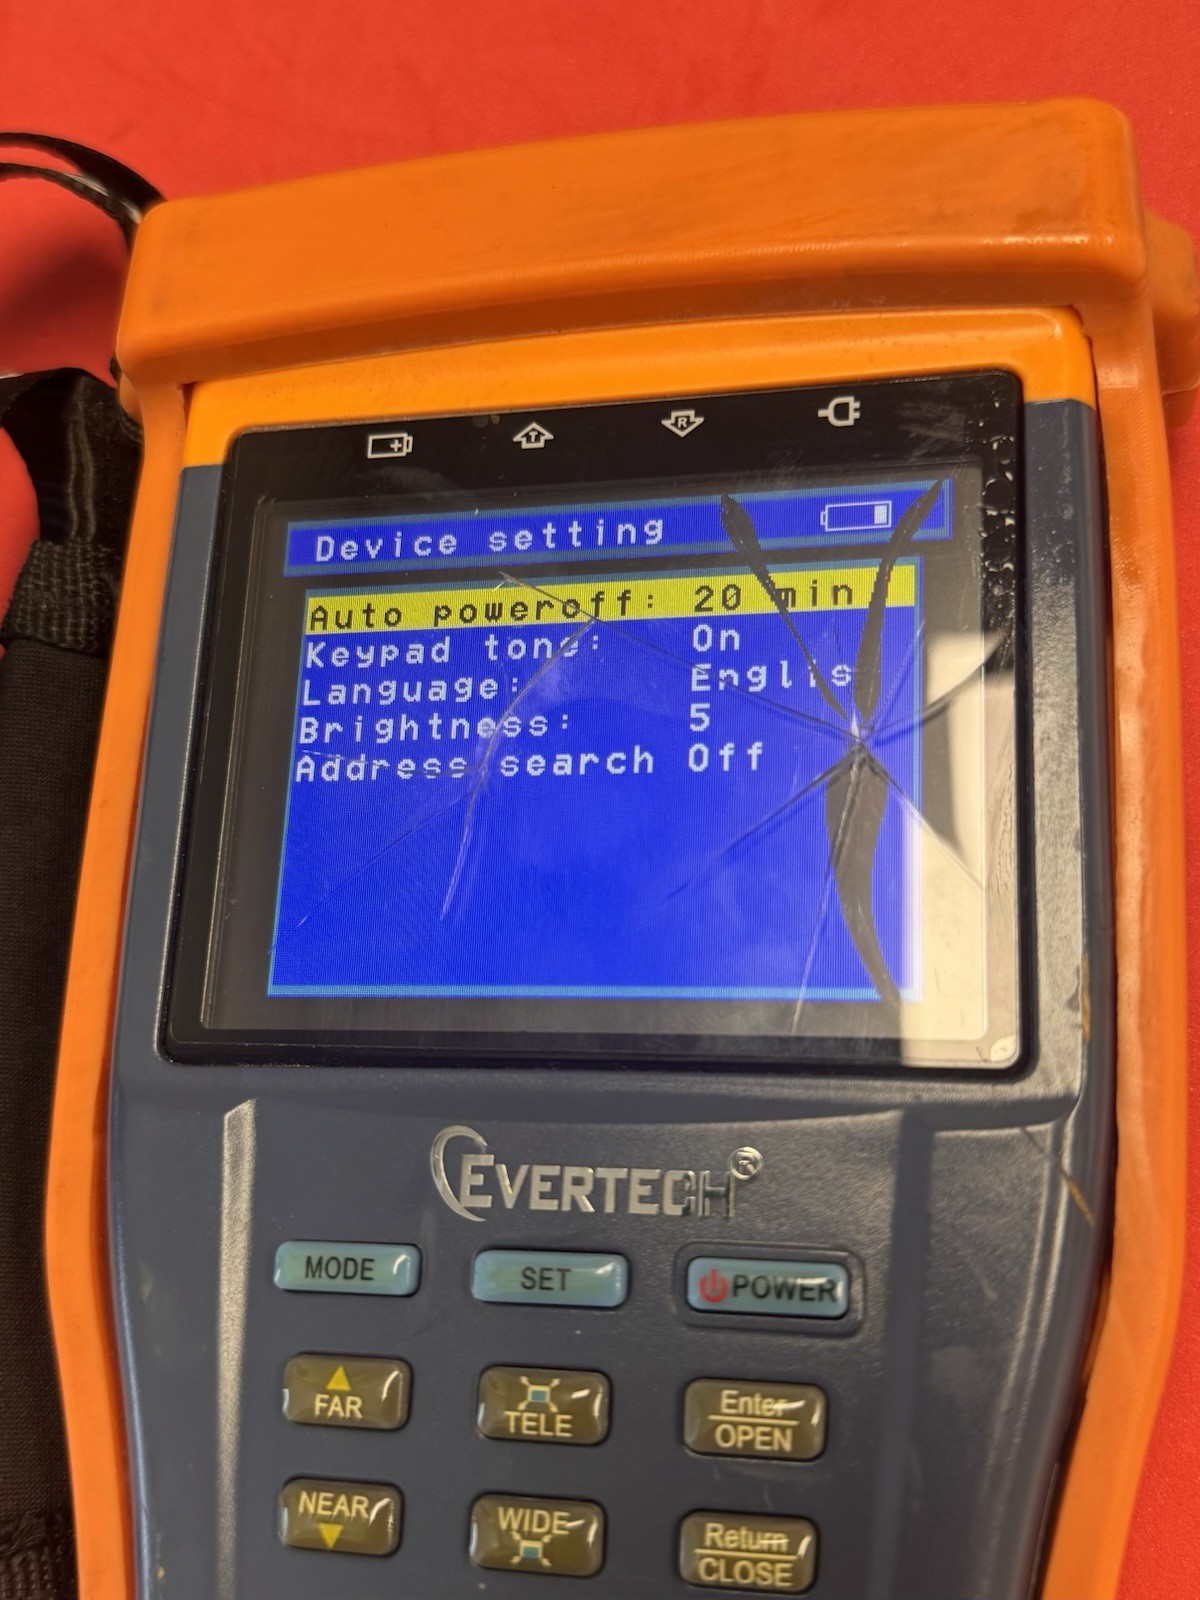 T
R
Device setting
Auto poweroff: 20 min
Keypad tone: On
Language: Englis
Brightness: 5
Address search Off
EVERTECH®
MODE SET POWER
FAR TELE Enter OPEN
NEAR WIDE Return CLOSE